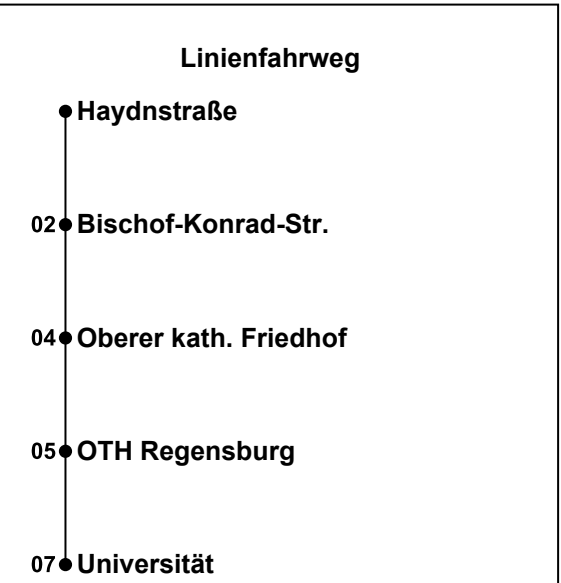 Linienfahrweg
Haydnstraße
02 Bischof-Konrad-Str.
04 Oberer kath. Friedhof
05 OTH Regensburg
07 Universität